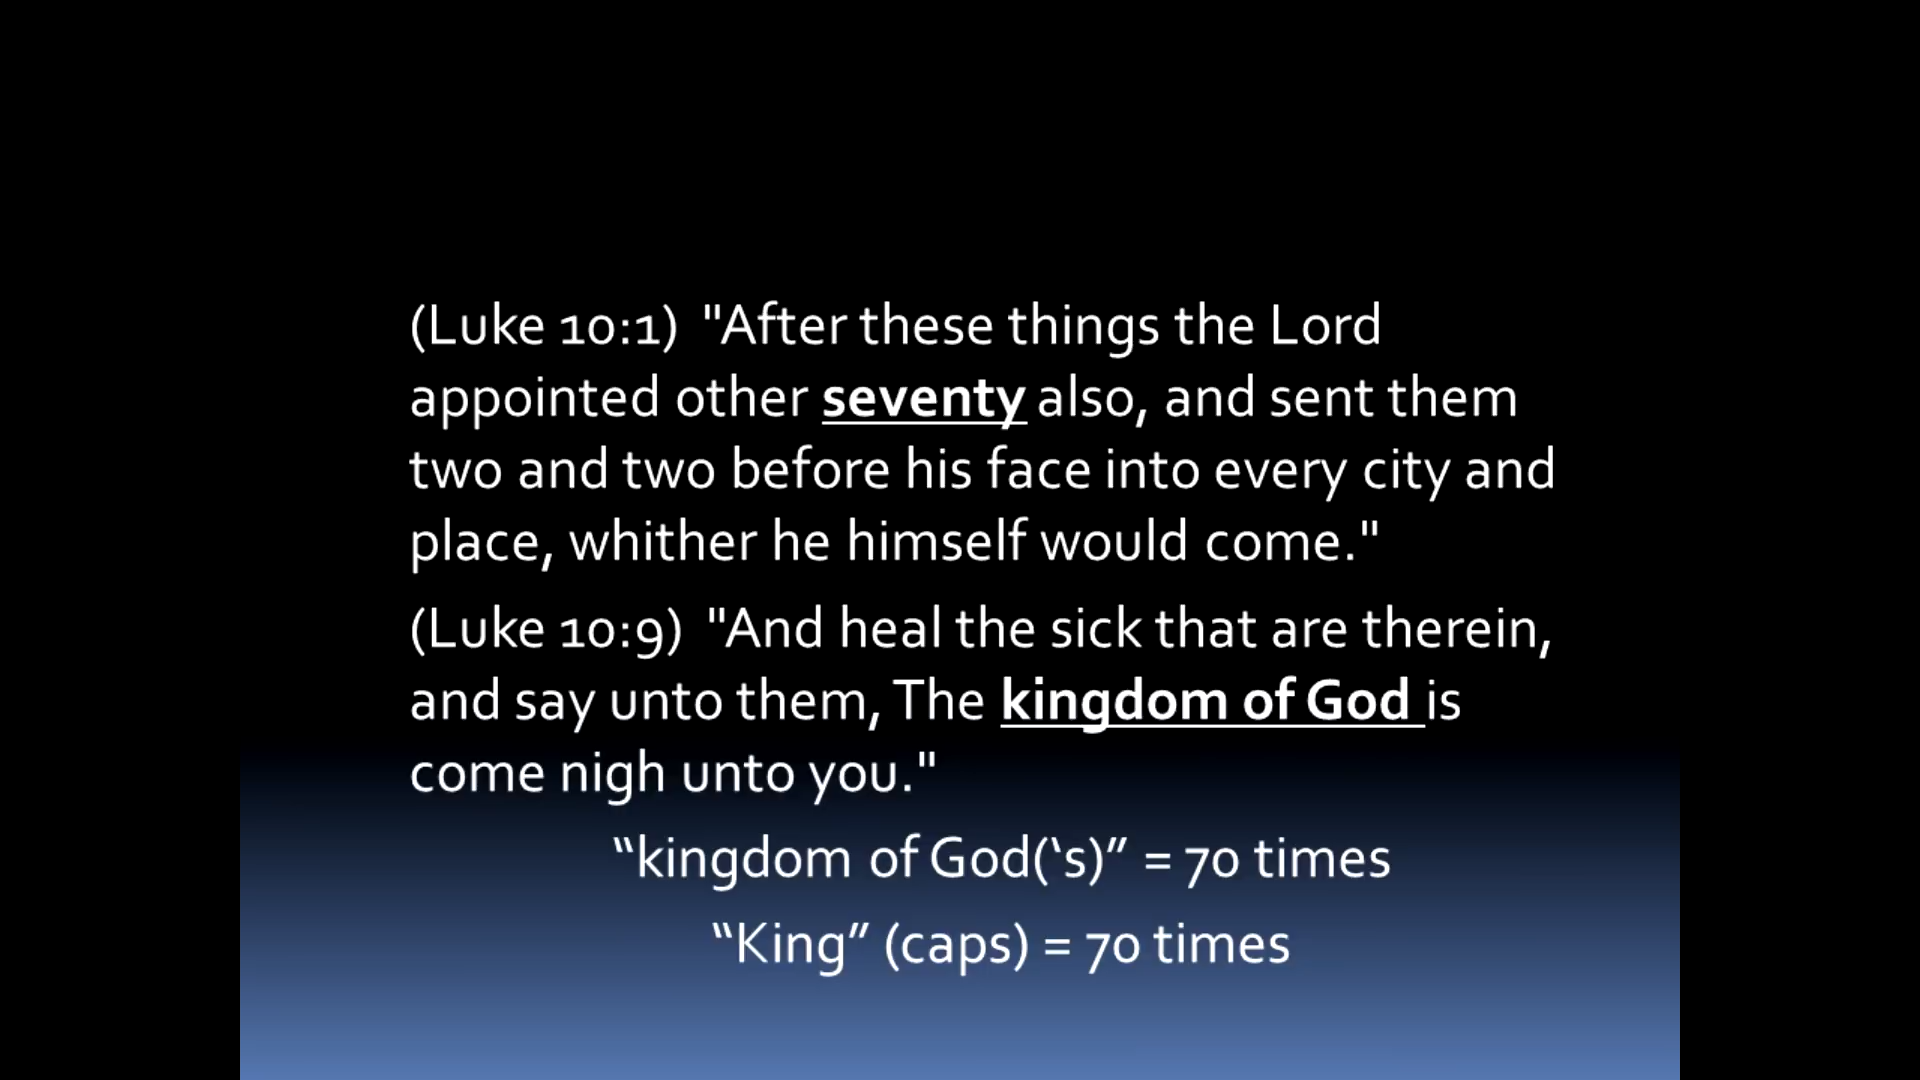 (Luke 10:1)  "After these things the Lord
appointed other seventy also, and sent them
two and two before his face into every city and
place, whither he himself would come."
(Luke 10:9)  "And heal the sick that are therein,
and say unto them, The kingdom of God is
come nigh unto you."
“kingdom of God(‘s)” = 70 times
“King” (caps) = 70 times